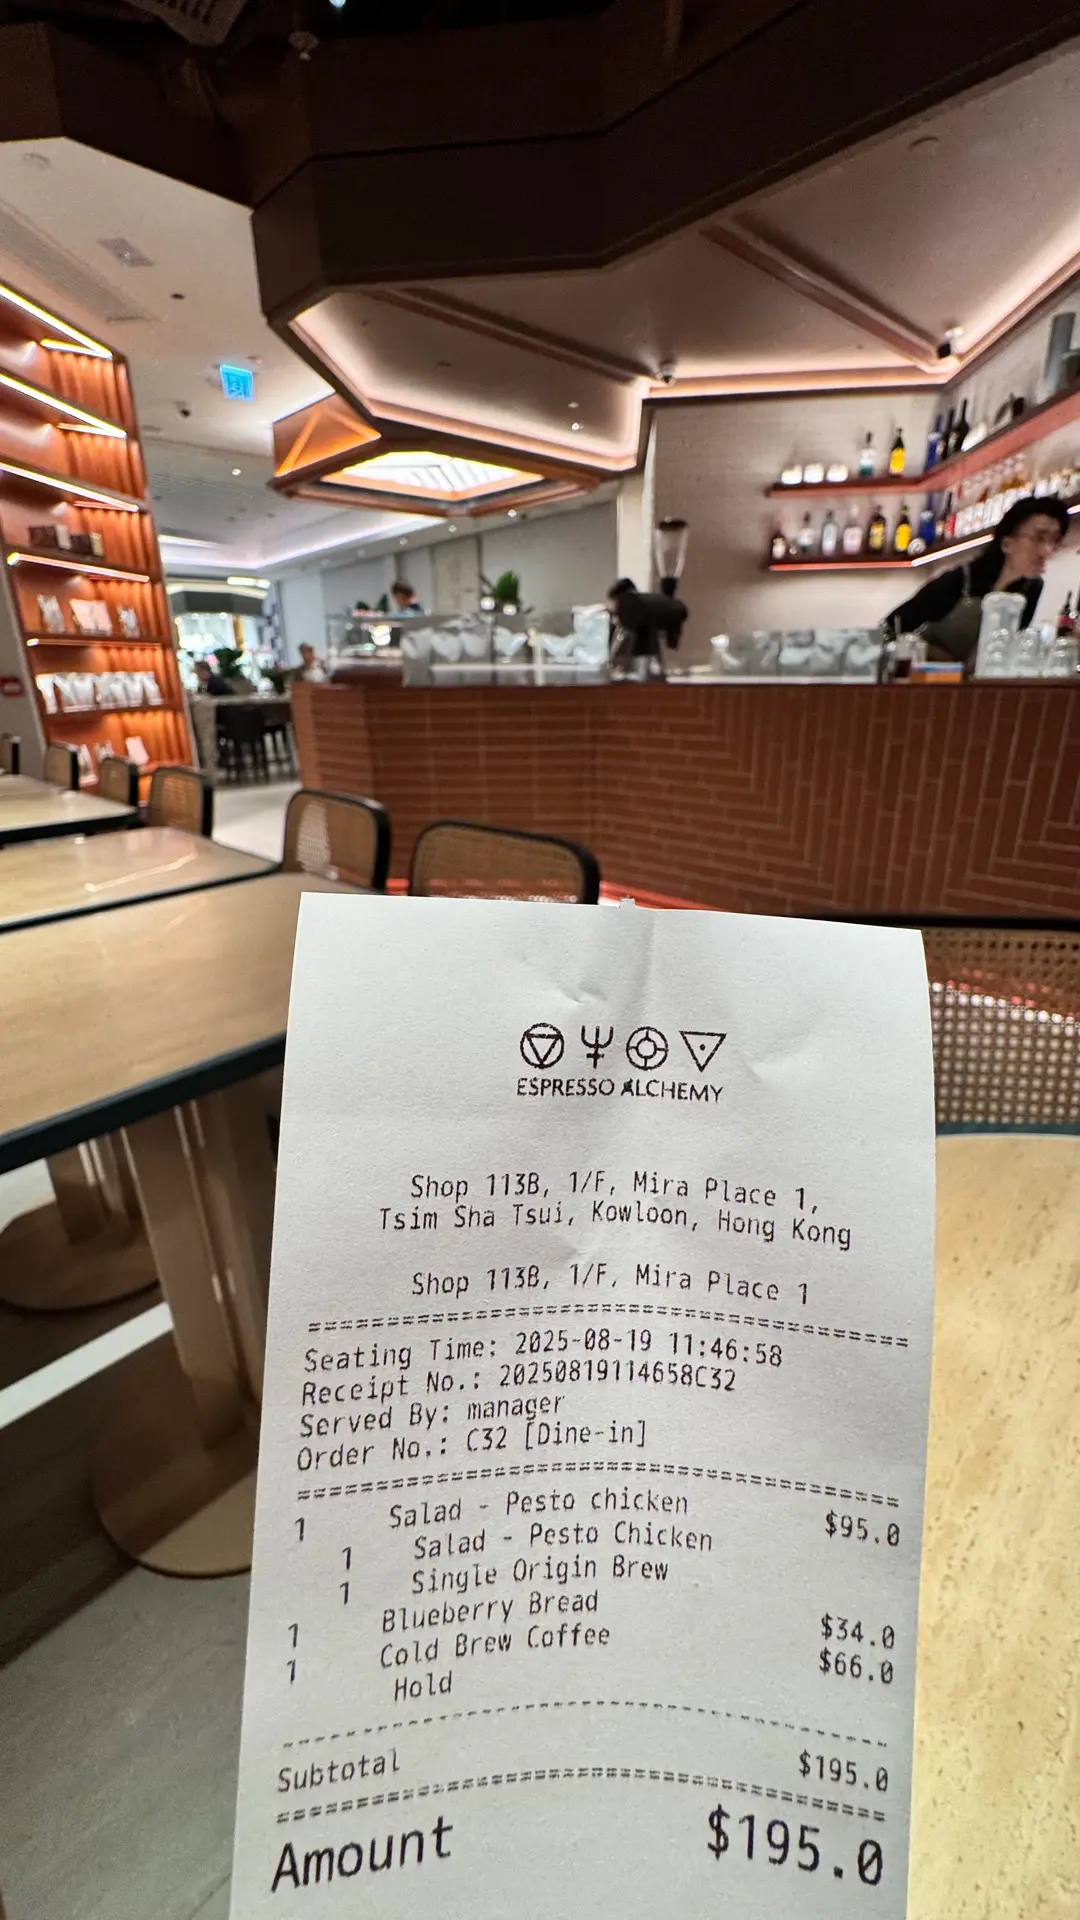 ESPRESSO ALCHEMY
Shop 113B, 1/F, Mira Place 1,
Tsim Sha Tsui, Kowloon, Hong Kong
Shop 113B, 1/F, Mira Place 1
Seating Time: 2025-08-19 11:46:58
Receipt No.: 20250819114658C32
Served By: manager
Order No.: C32 [Dine-in]
1 Salad - Pesto chicken $95.0
1 Salad - Pesto Chicken
1 Single Origin Brew
1 Blueberry Bread $34.0
1 Cold Brew Coffee $66.0
Hold
Subtotal $195.0
Amount $195.0